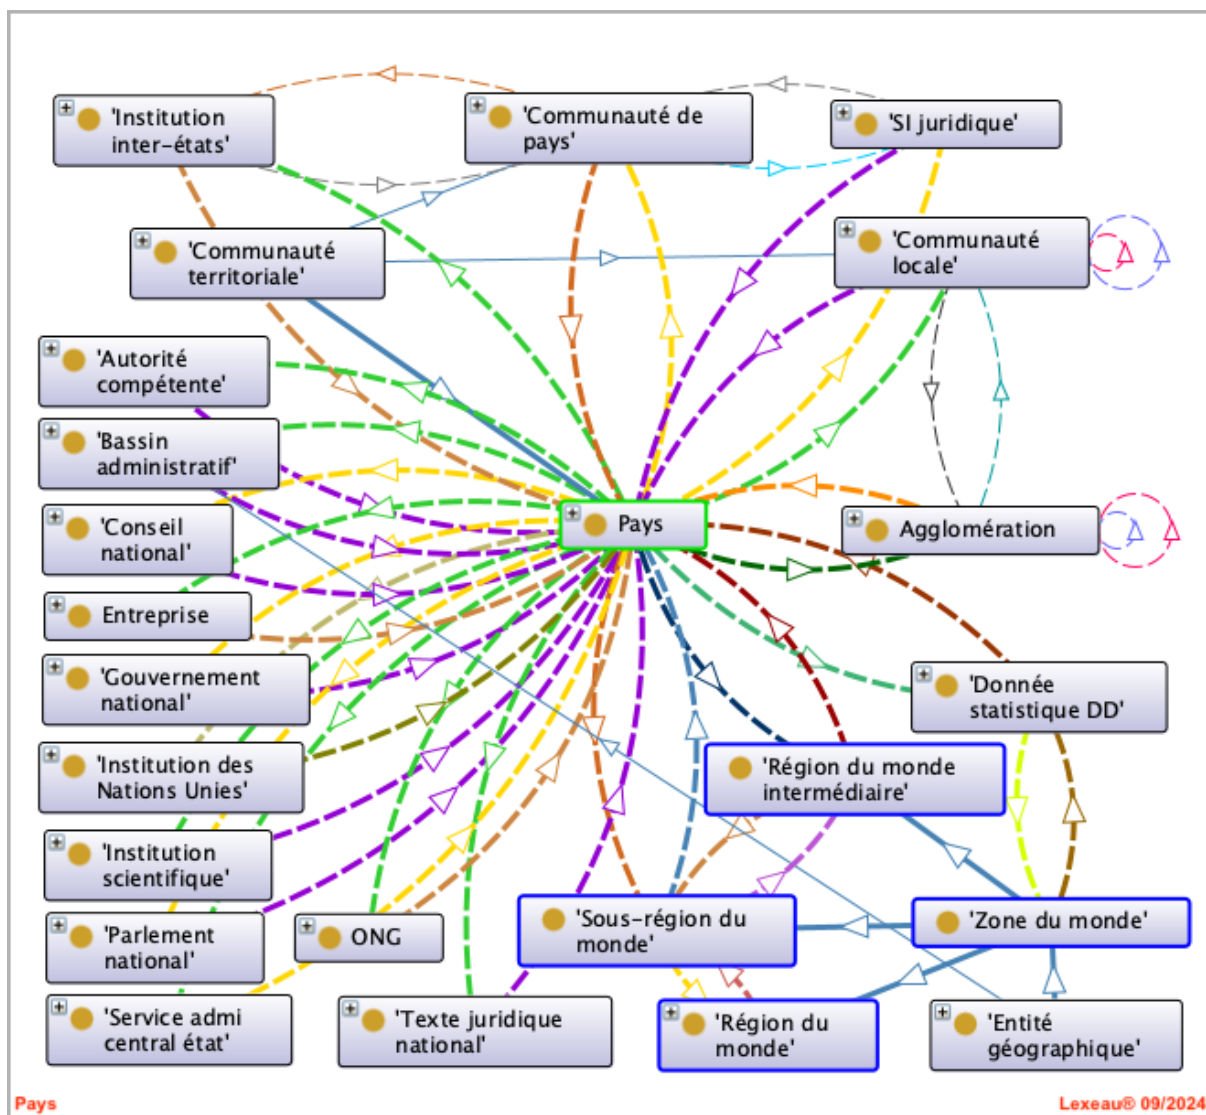 'Institution
inter-états'
'Communauté de
pays'
'SI juridique'
'Communauté
territoriale'
'Communauté
locale'
'Autorité
compétente'
'Bassin
administratif'
'Conseil
national'
Pays
Agglomération
Entreprise
'Gouvernement
national'
'Donnée
statistique DD'
'Institution des
Nations Unies'
'Région du monde
intermédiaire'
'Institution
scientifique'
'Parlement
national'
ONG
'Sous-région du
monde'
'Zone du monde'
'Service admi
central état'
'Texte juridique
national'
'Région du
monde'
'Entité
géographique'
Pays
Lexeau® 09/2024